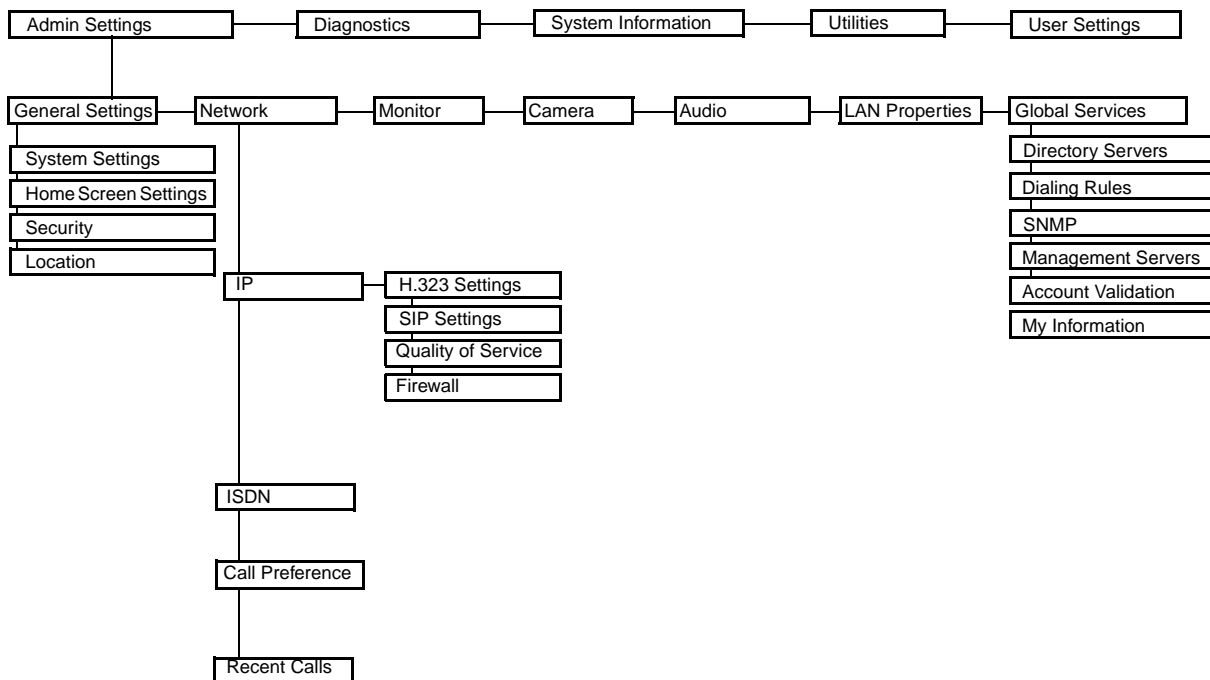 Admin Settings
Diagnostics
System Information
Utilities
User Settings
General Settings
Network
Monitor
Camera
Audio
LAN Properties
Global Services
System Settings
Home Screen Settings
Security
Location
IP
H.323 Settings
SIP Settings
Quality of Service
Firewall
ISDN
Call Preference
Recent Calls
Directory Servers
Dialing Rules
SNMP
Management Servers
Account Validation
My Information